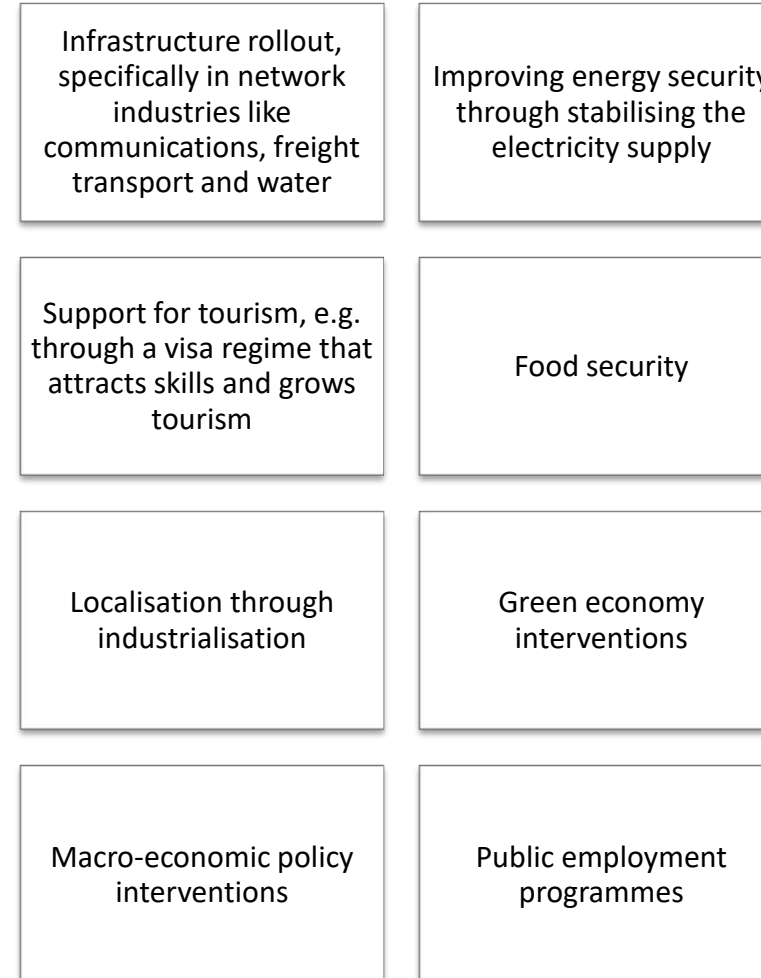 Infrastructure rollout,
specifically in network
industries like
communications, freight
transport and water
Improving energy security
through stabilising the
electricity supply
Support for tourism, e.g.
through a visa regime that
attracts skills and grows
tourism
Food security
Localisation through
industrialisation
Green economy
interventions
Macro-economic policy
interventions
Public employment
programmes